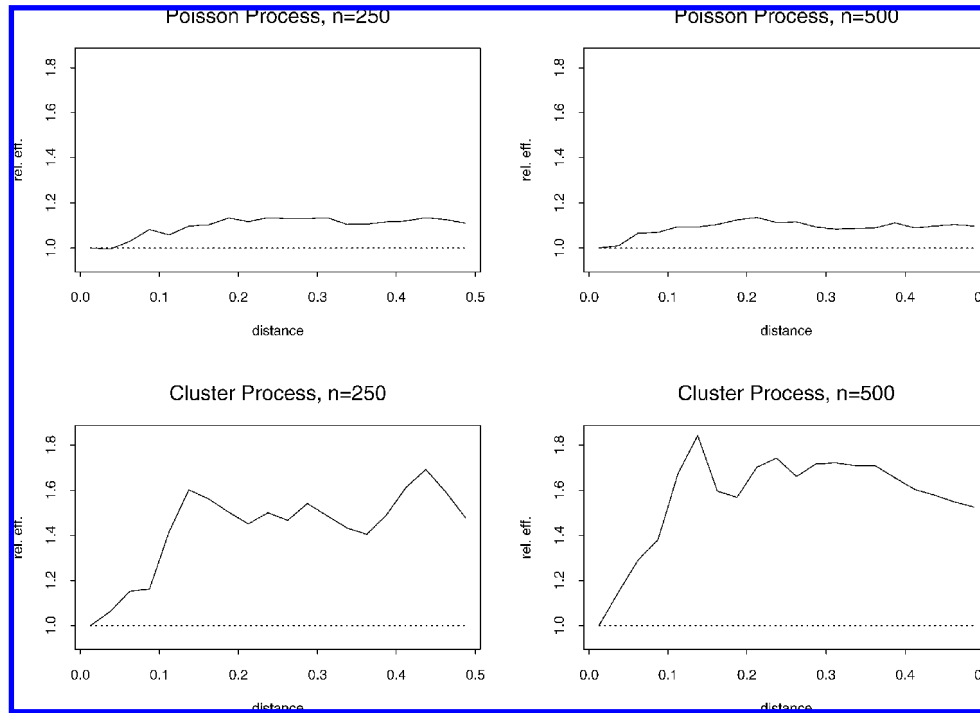 Poisson Process, n=250
rel. eff.
1.0 1.2 1.4 1.6 1.8
0.0 0.1 0.2 0.3 0.4 0.5
distance
Poisson Process, n=500
rel. eff.
1.0 1.2 1.4 1.6 1.8
0.0 0.1 0.2 0.3 0.4
distance
Cluster Process, n=250
rel. eff.
1.0 1.2 1.4 1.6 1.8
0.0 0.1 0.2 0.3 0.4 0.5
distance
Cluster Process, n=500
rel. eff.
1.0 1.2 1.4 1.6 1.8
0.0 0.1 0.2 0.3 0.4
distance